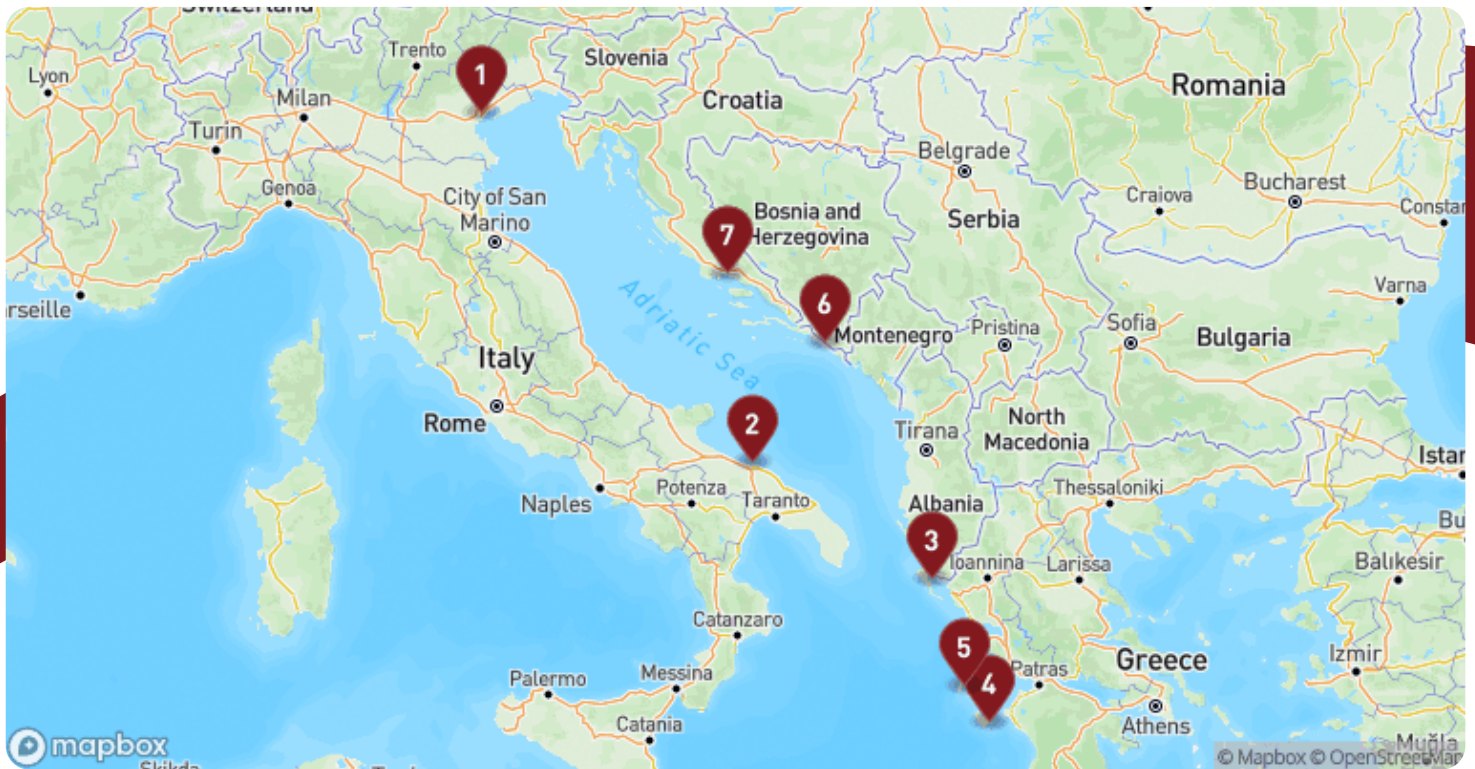 Switzerland
Trento
Slovenia
Lyon
Milan
Croatia
Romania
Turin
Belgrade
Genoa
City of San
Marino
Bosnia and
Herzegovina
Serbia
Craiova
Bucharest
Constan
arseille
Adriatic Sea
Varna
Montenegro
Pristina
Sofia
Bulgaria
Italy
Rome
North
Macedonia
Tirana
Istan
Naples
Potenza
Taranto
Albania
Thessaloniki
Bu
Ioannina
Larissa
Balıkesir
Catanzaro
Greece
Izmir
Palermo
Messina
Patras
Catania
Athens
Muğla
Skikda
1
2
3
4
5
6
7
mapbox
© Mapbox © OpenStreetMap